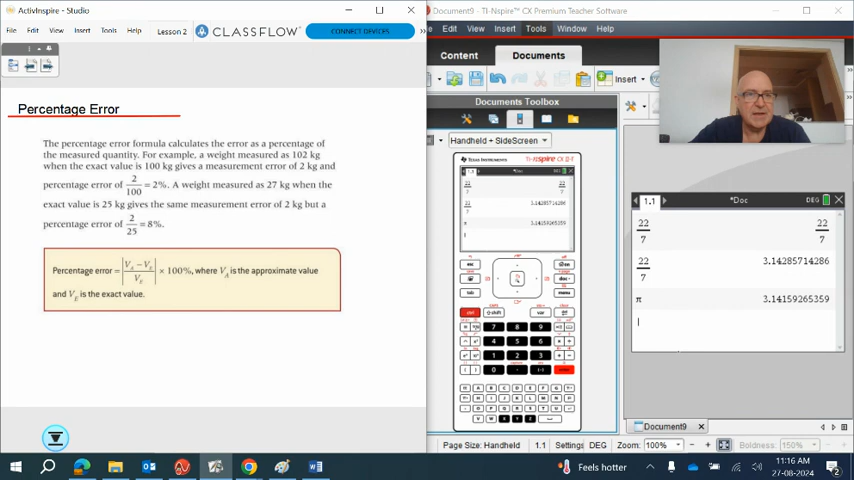 ActivInspire - Studio
File Edit View Insert Tools Help Lesson 2 CLASSFLOW CONNECT DEVICES
Percentage Error
The percentage error formula calculates the error as a percentage of
the measured quantity. For example, a weight measured as 102 kg
when the exact value is 100 kg gives a measurement error of 2 kg and
percentage error of 2/100 = 2%. A weight measured as 27 kg when the
exact value is 25 kg gives the same measurement error of 2 kg but a
percentage error of 2/25 = 8%.
Percentage error = |(V_A − V_E)/V_E| × 100%, where V_A is the approximate value
and V_E is the exact value.
Document9 - TI-Nspire™ CX Premium Teacher Software
Edit View Insert Tools Window Help
Content Documents
Insert
Documents Toolbox
Handheld + SideScreen
Texas Instruments TI-nspire CX II-T
1.1 *Doc DEG
22/7 22/7
22/7 3.14285714286
π 3.14159265359
Document9
Page Size: Handheld 1.1 Settings DEG Zoom: 100% Boldness: 150%
Feels hotter
11:16 AM
27-08-2024